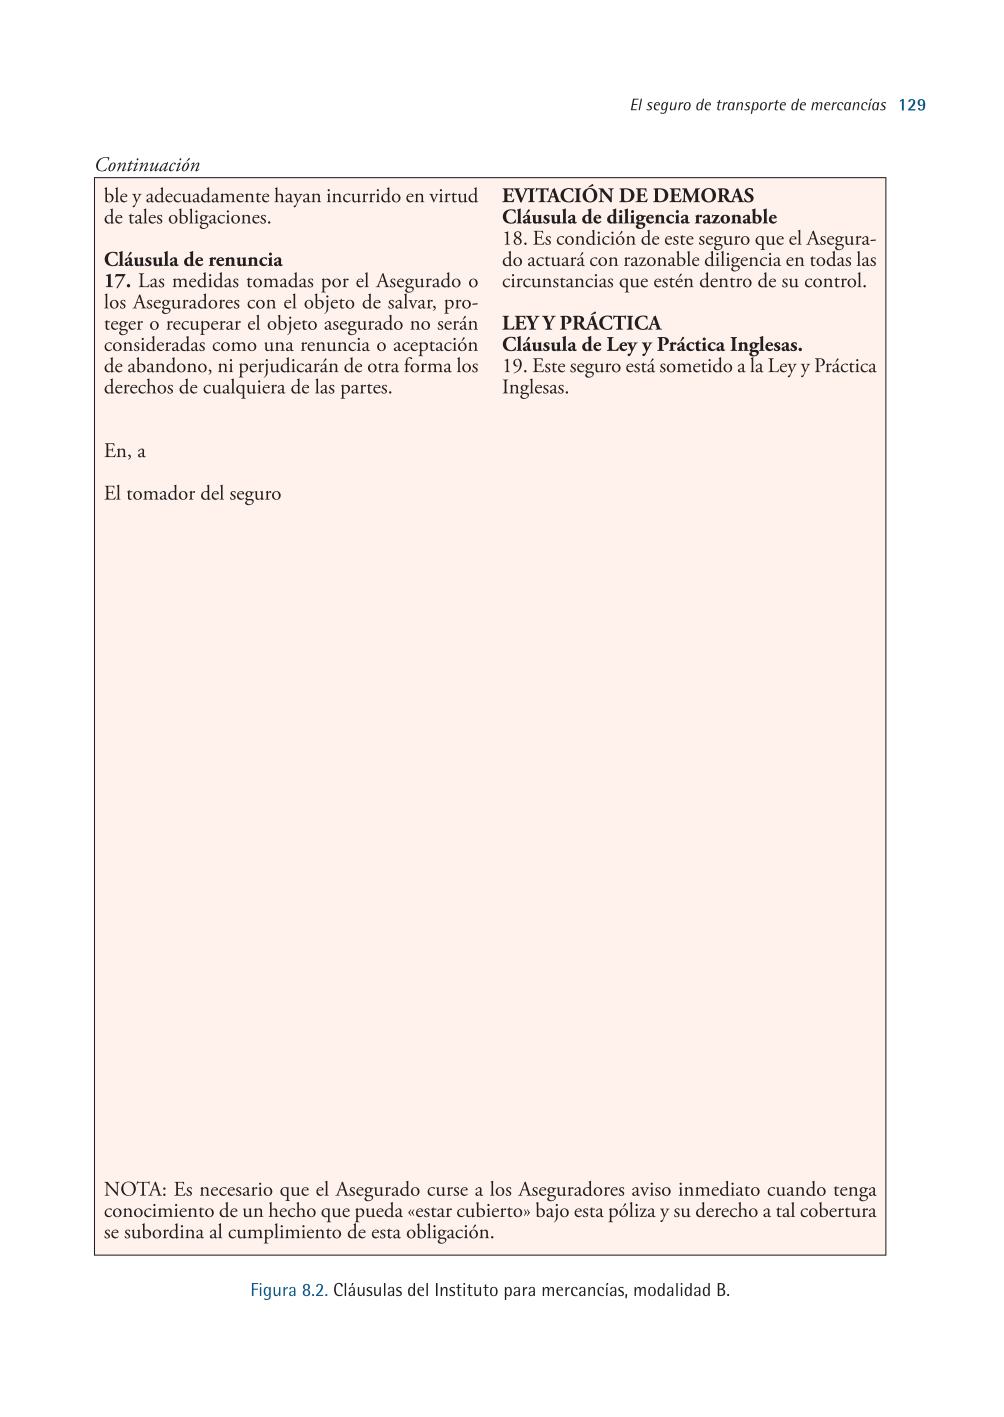 El seguro de transporte de mercancías 129
Continuación
ble y adecuadamente hayan incurrido en virtud
de tales obligaciones.
Cláusula de renuncia
17. Las medidas tomadas por el Asegurado o
los Aseguradores con el objeto de salvar, pro-
teger o recuperar el objeto asegurado no serán
consideradas como una renuncia o aceptación
de abandono, ni perjudicarán de otra forma los
derechos de cualquiera de las partes.
EVITACIÓN DE DEMORAS
Cláusula de diligencia razonable
18. Es condición de este seguro que el Asegura-
do actuará con razonable diligencia en todas las
circunstancias que estén dentro de su control.
LEY Y PRÁCTICA
Cláusula de Ley y Práctica Inglesas.
19. Este seguro está sometido a la Ley y Práctica
Inglesas.
En, a
El tomador del seguro
NOTA: Es necesario que el Asegurado curse a los Aseguradores aviso inmediato cuando tenga
conocimiento de un hecho que pueda «estar cubierto» bajo esta póliza y su derecho a tal cobertura
se subordina al cumplimiento de esta obligación.
Figura 8.2. Cláusulas del Instituto para mercancías, modalidad B.